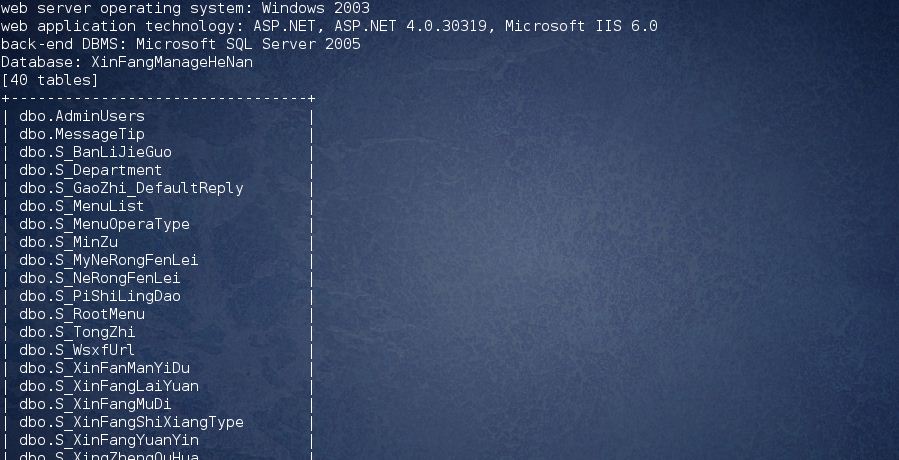 web server operating system: Windows 2003
web application technology: ASP.NET, ASP.NET 4.0.30319, Microsoft IIS 6.0
back-end DBMS: Microsoft SQL Server 2005
Database: XinFangManageHeNan
[40 tables]
+---------------------------------+
| dbo.AdminUsers |
| dbo.MessageTip |
| dbo.S_BanLiJieGuo |
| dbo.S_Department |
| dbo.S_GaoZhi_DefaultReply |
| dbo.S_MenuList |
| dbo.S_MenuOperaType |
| dbo.S_MinZu |
| dbo.S_MyNeRongFenLei |
| dbo.S_NeRongFenLei |
| dbo.S_PiShiLingDao |
| dbo.S_RootMenu |
| dbo.S_TongZhi |
| dbo.S_WsxfUrl |
| dbo.S_XinFanManYiDu |
| dbo.S_XinFangLaiYuan |
| dbo.S_XinFangMuDi |
| dbo.S_XinFangShiXiangType |
| dbo.S_XinFangYuanYin |
| dbo.S_XingZhengQuHua |